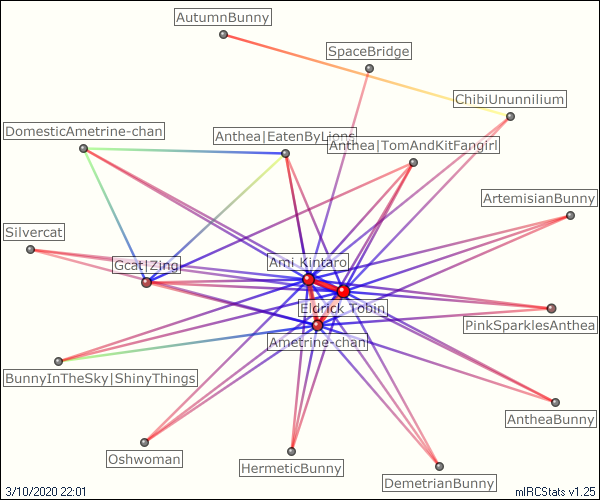 AutumnBunny
SpaceBridge
ChibiUnunnilium
DomesticAmetrine-chan
Anthea|EatenByLions
Anthea|TomAndKitFangirl
ArtemisianBunny
Silvercat
Gcat|Zing
Ami_Kintaro
Eldrick_Tobin
PinkSparklesAnthea
Ametrine-chan
BunnyInTheSky|ShinyThings
AntheaBunny
Oshwoman
HermeticBunny
DemetrianBunny
3/10/2020 22:01
mIRCStats v1.25